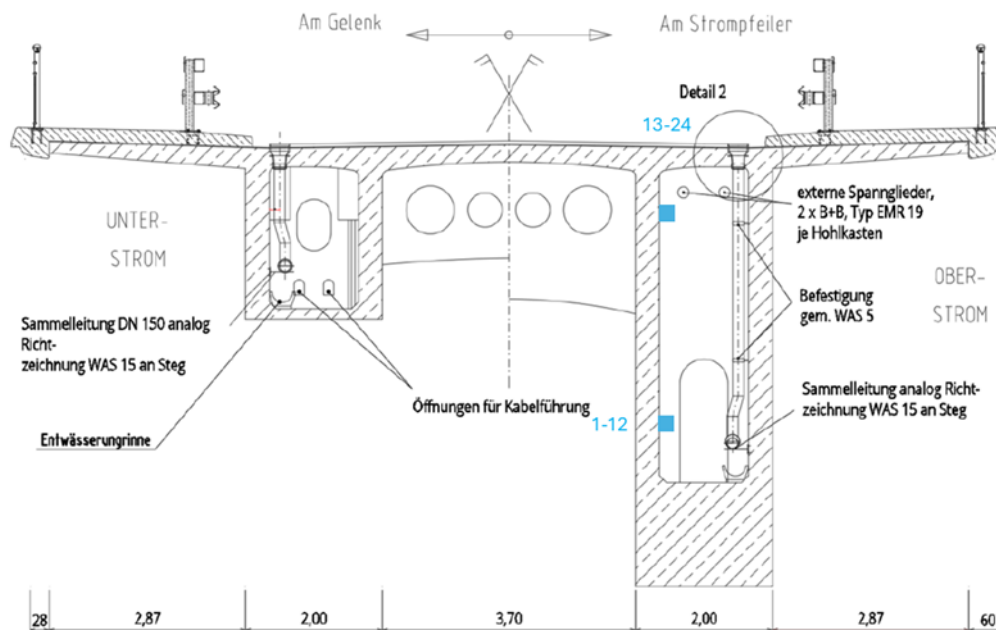 Am Gelenk
Am Strompfeiler
Detail 2
13-24
externe Spannglieder,
2 x B+B, Typ EMR 19
je Hohlkasten
UNTER-
STROM
OBER-
STROM
Befestigung
gem. WAS 5
Sammelleitung DN 150 analog
Richt-
zeichnung WAS 15 an Steg
Sammelleitung analog Richt-
zeichnung WAS 15 an Steg
Öffnungen für Kabelführung
1-12
Entwässerungrinne
28 2,87 2,00 3,70 2,00 2,87 60